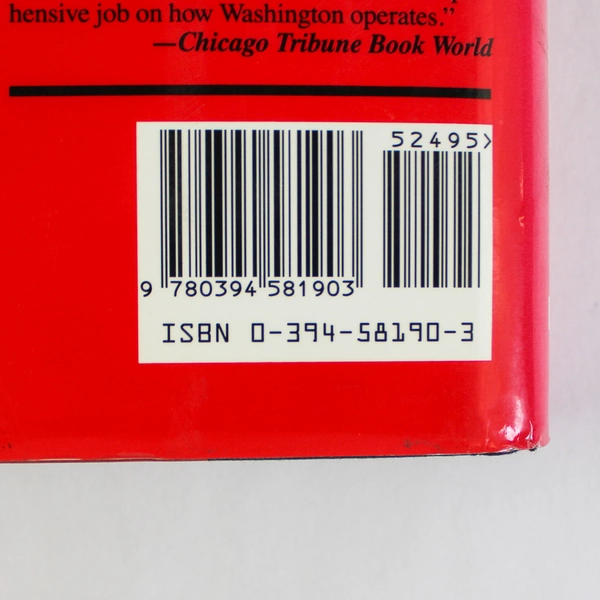 hensive job on how Washington operates.”
—Chicago Tribune Book World
52495>
9 780394 581903
ISBN 0-394-58190-3